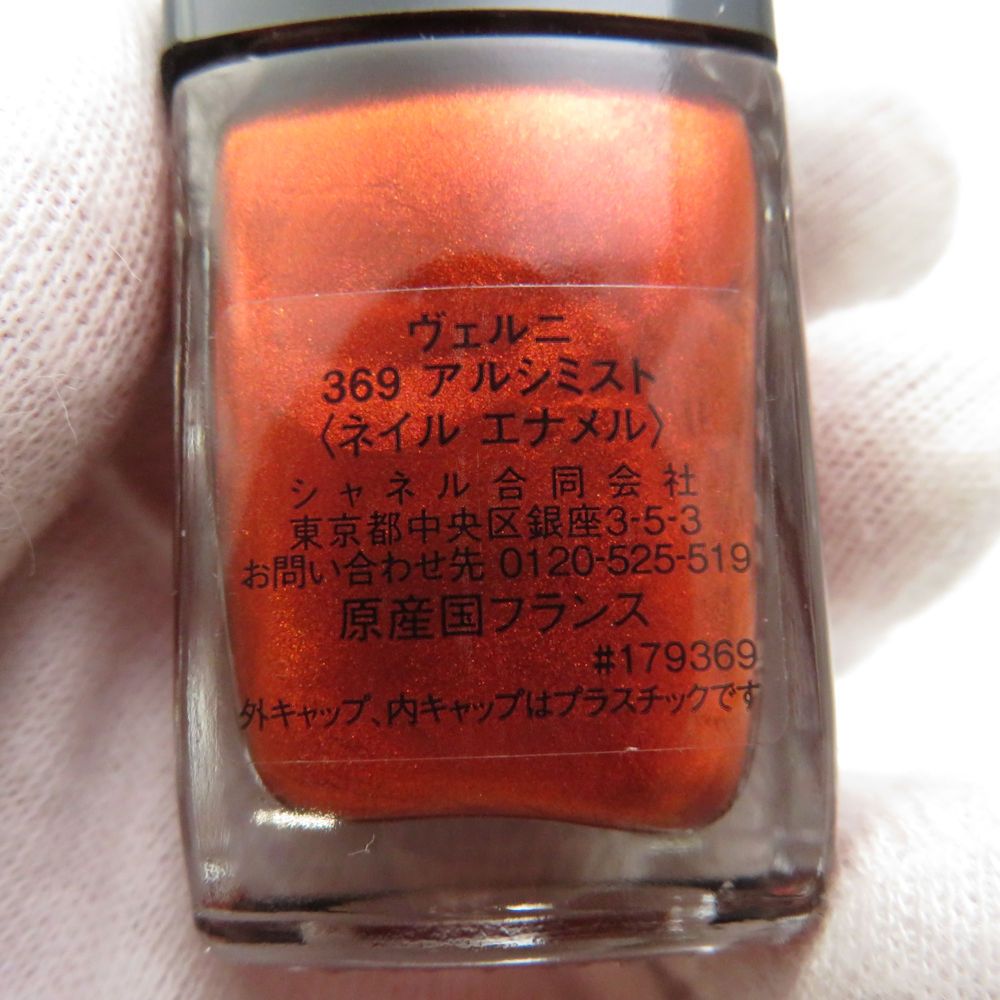 ヴェルニ
369 アルシミスト
〈ネイル エナメル〉
シャネル合同会社
東京都中央区銀座3-5-3
お問い合わせ先 0120-525-519
原産国フランス
#179369
外キャップ、内キャップはプラスチックです